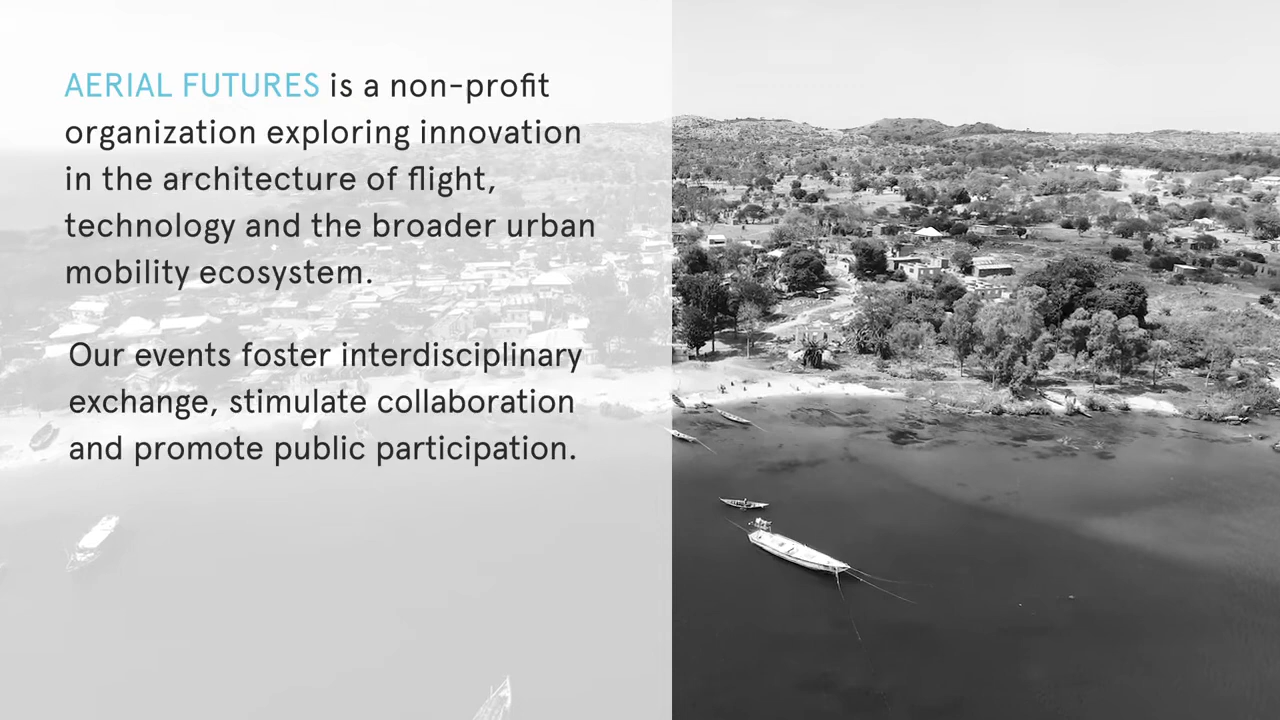 AERIAL FUTURES is a non-profit
organization exploring innovation
in the architecture of flight,
technology and the broader urban
mobility ecosystem.
Our events foster interdisciplinary
exchange, stimulate collaboration
and promote public participation.